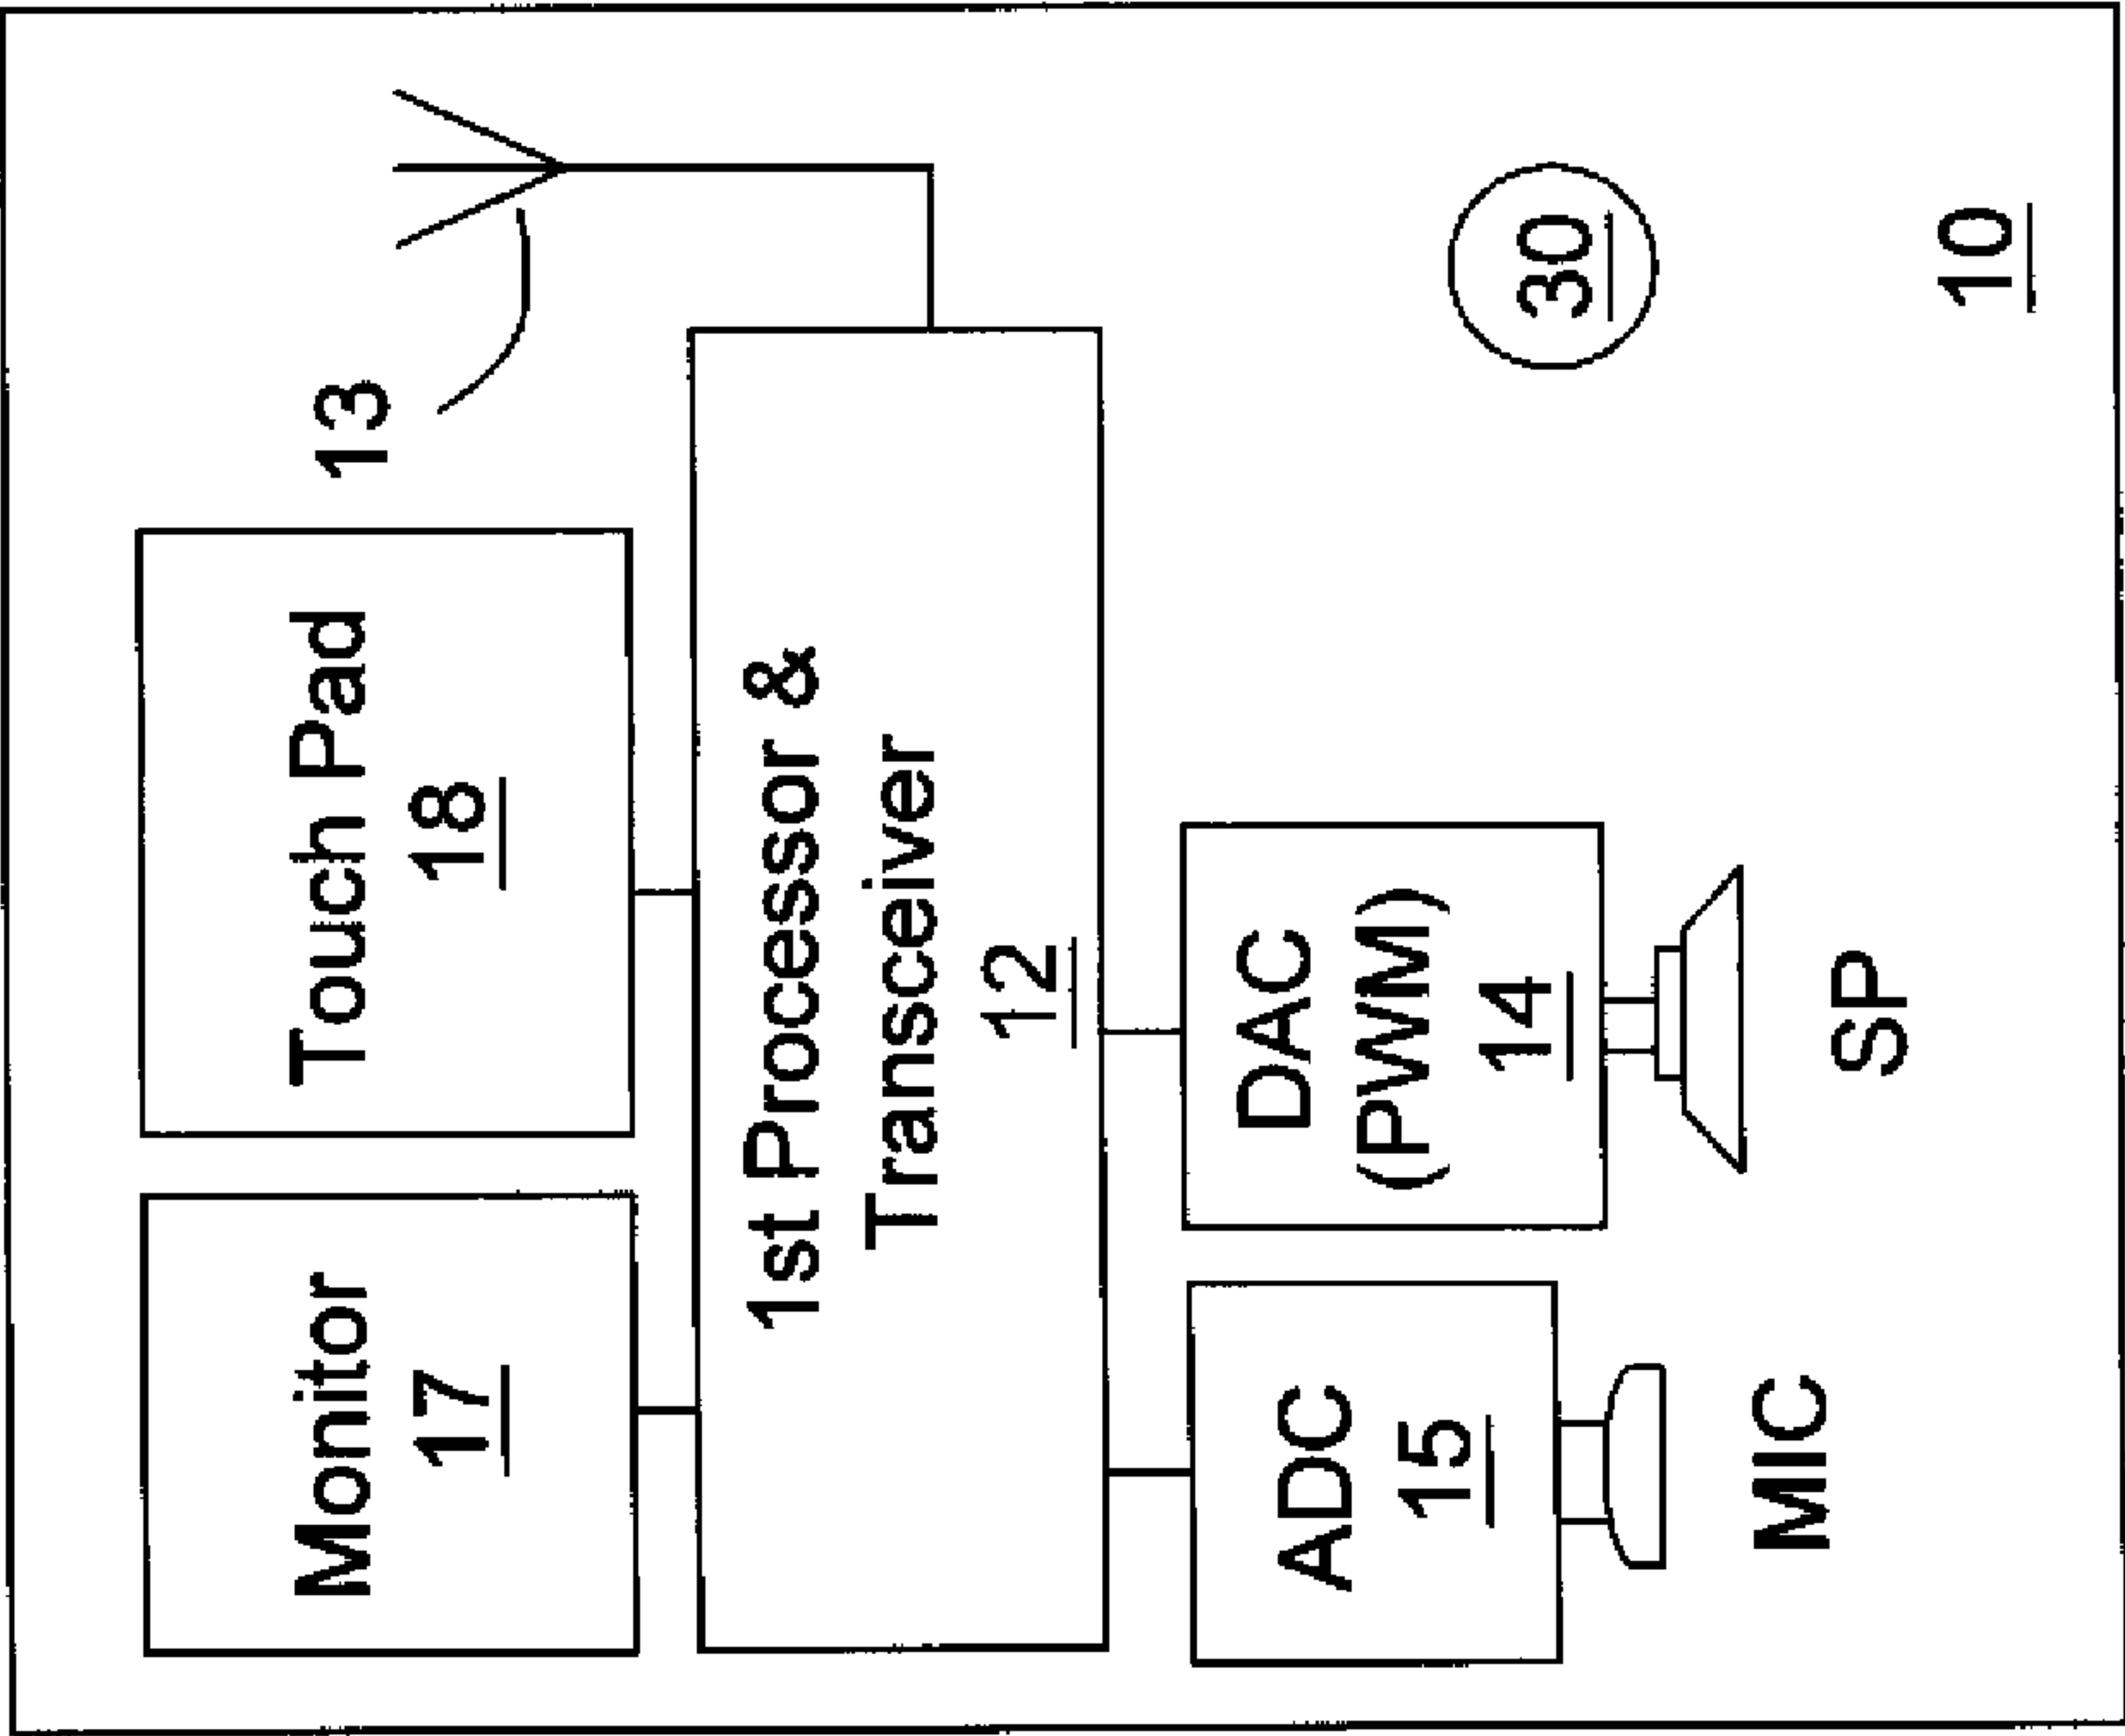 Monitor
17
Touch Pad
18
13
1st Processor &
Transceiver
12
ADC
15
MIC
DAC
(PWM)
14
SP
30
10